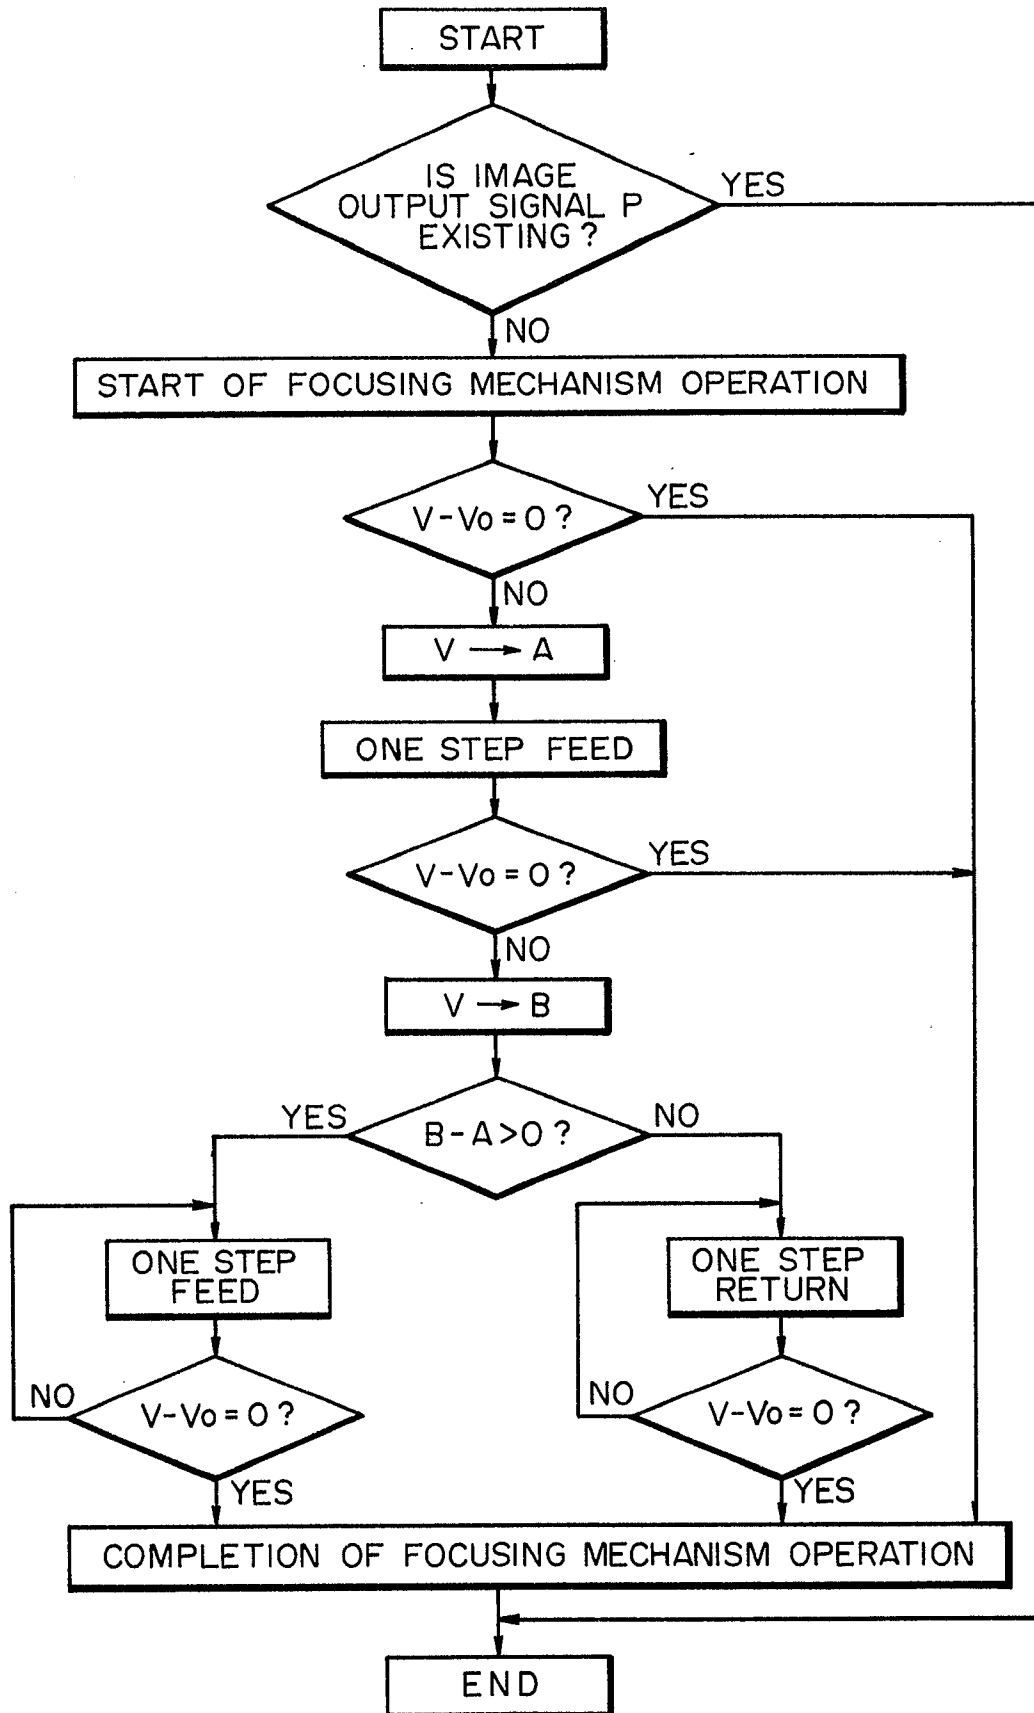 START
IS IMAGE
OUTPUT SIGNAL P
EXISTING ?
YES
NO
START OF FOCUSING MECHANISM OPERATION
V-Vo = 0 ?
YES
NO
V → A
ONE STEP FEED
V-Vo = 0 ?
YES
NO
V → B
B-A>0 ?
YES
NO
ONE STEP
FEED
ONE STEP
RETURN
V-Vo = 0 ?
NO
YES
V-Vo = 0 ?
NO
YES
COMPLETION OF FOCUSING MECHANISM OPERATION
END